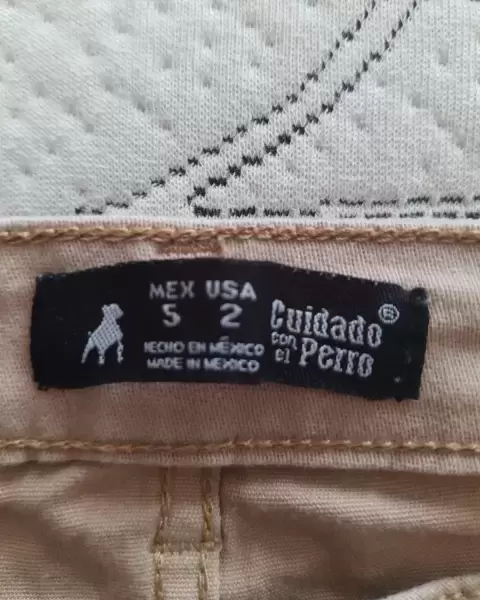 MEX USA
5 2
HECHO EN MÉXICO
MADE IN MEXICO
Cuidado®
con
el Perro